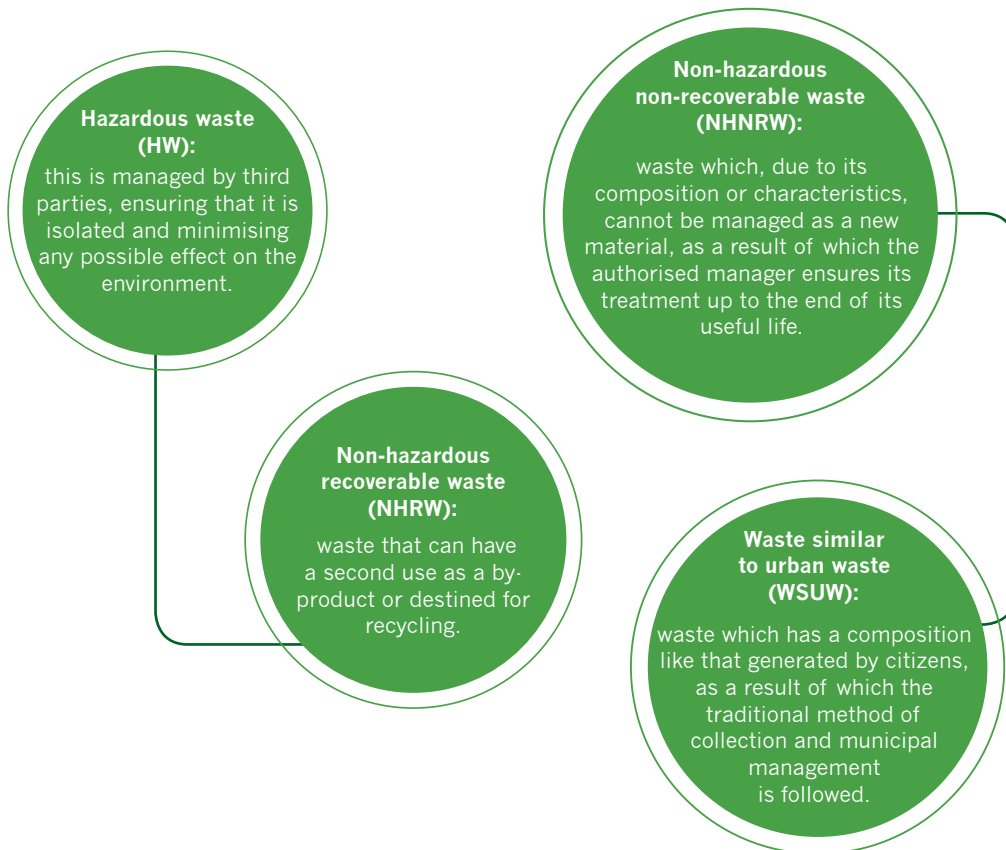 Hazardous waste
(HW):
this is managed by third
parties, ensuring that it is
isolated and minimising
any possible effect on the
environment.
Non-hazardous
recoverable waste
(NHRW):
waste that can have
a second use as a by-
product or destined for
recycling.
Non-hazardous
non-recoverable waste
(NHNRW):
waste which, due to its
composition or characteristics,
cannot be managed as a new
material, as a result of which the
authorised manager ensures its
treatment up to the end of its
useful life.
Waste similar
to urban waste
(WSUW):
waste which has a composition
like that generated by citizens,
as a result of which the
traditional method of
collection and municipal
management
is followed.